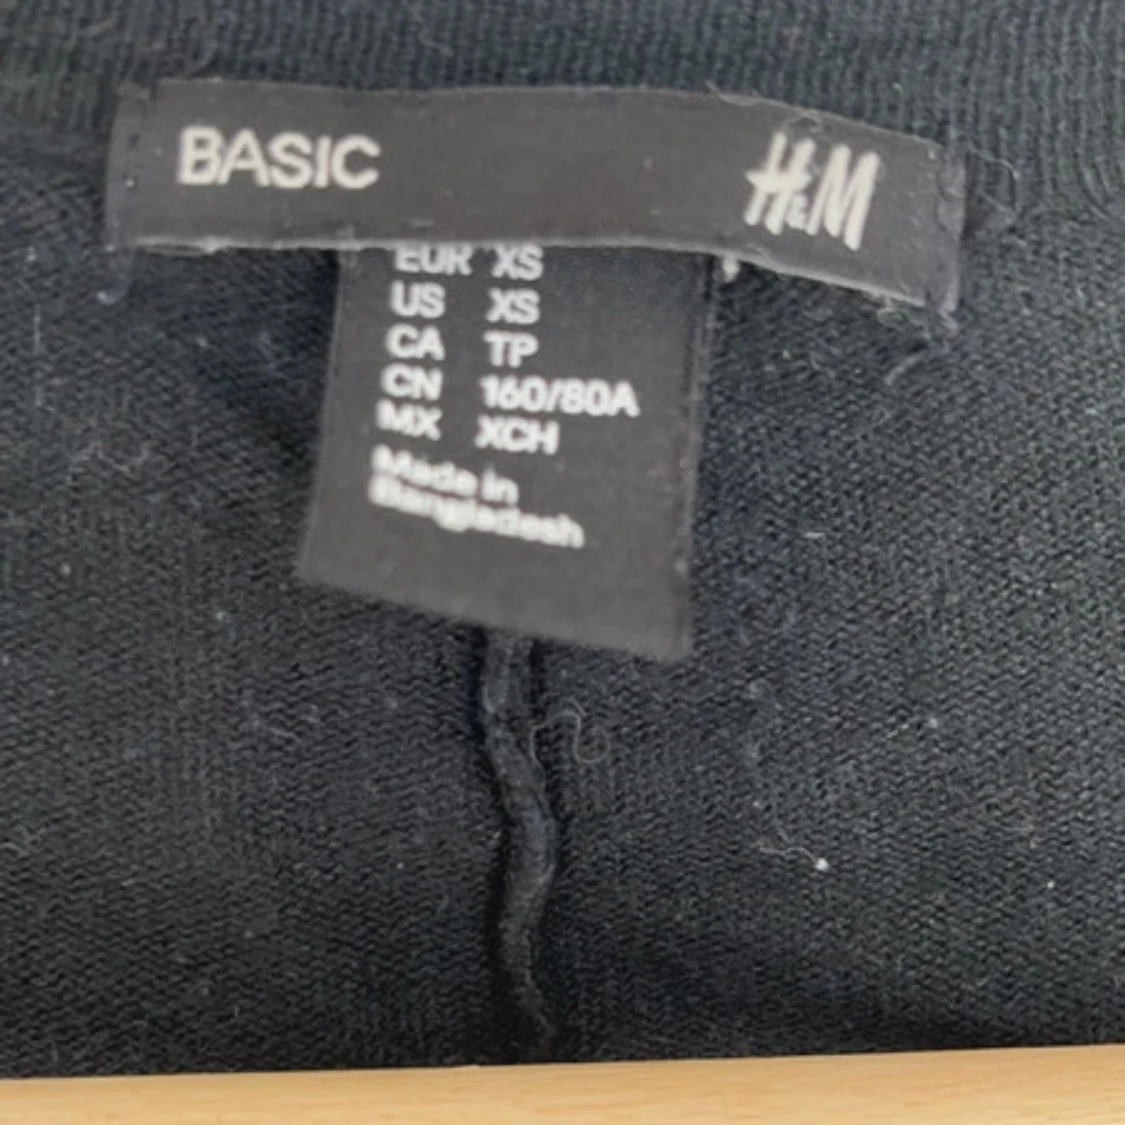 BASIC H&M
EUR XS
US XS
CA TP
CN 160/80A
MX XCH
Made in
Bangladesh